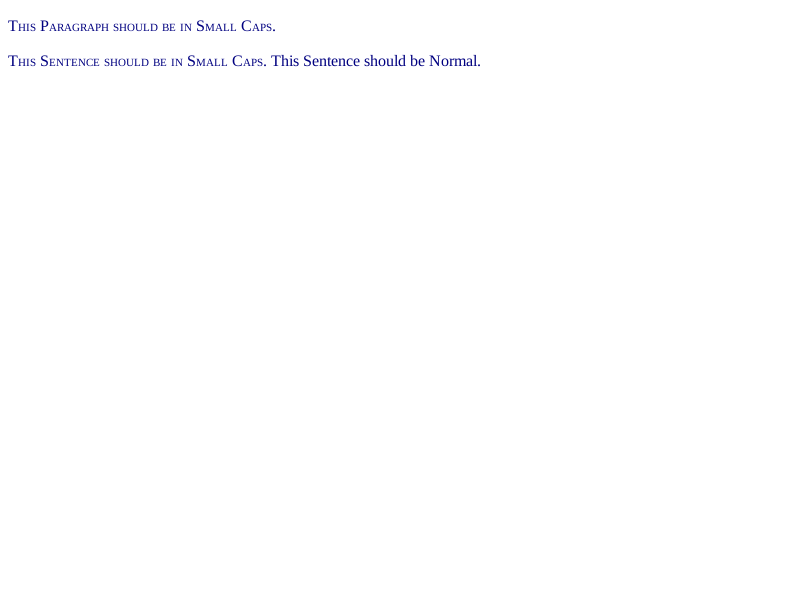 This Paragraph should be in Small Caps.
This Sentence should be in Small Caps. This Sentence should be Normal.